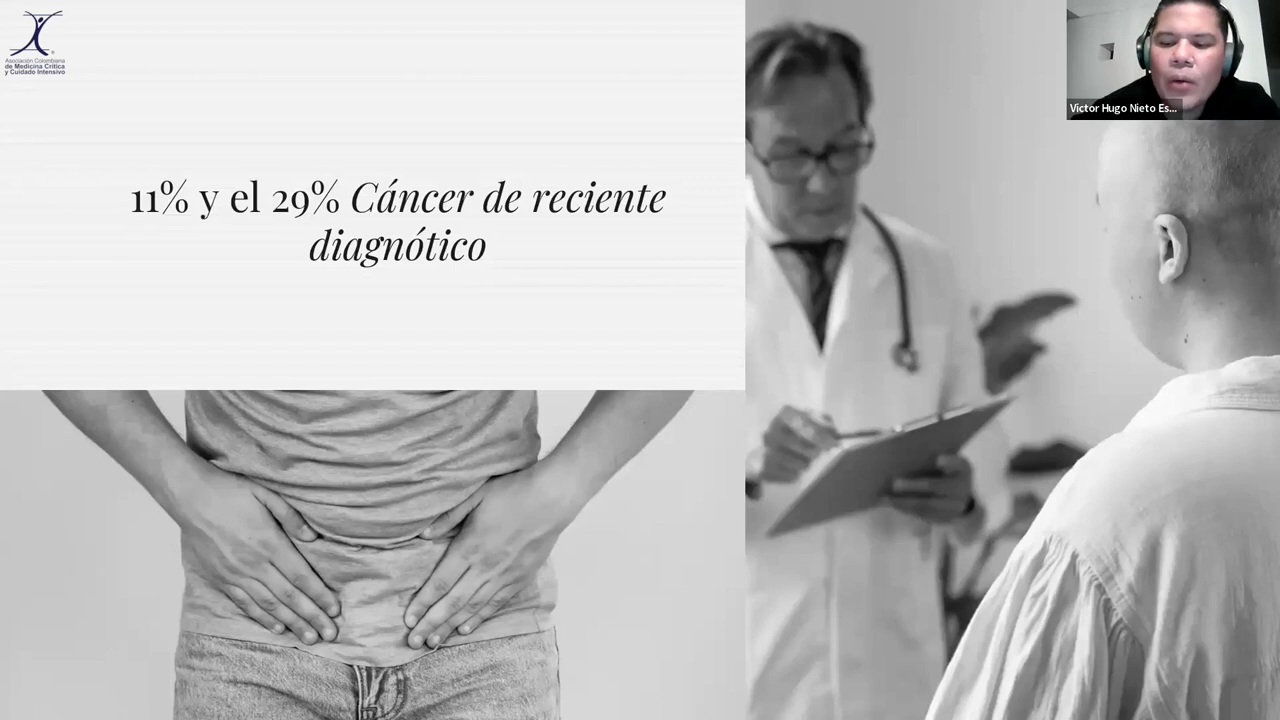 Asociación Colombiana
de Medicina Crítica
y Cuidado Intensivo
11% y el 29% Cáncer de reciente
diagnótico
Victor Hugo Nieto Es...